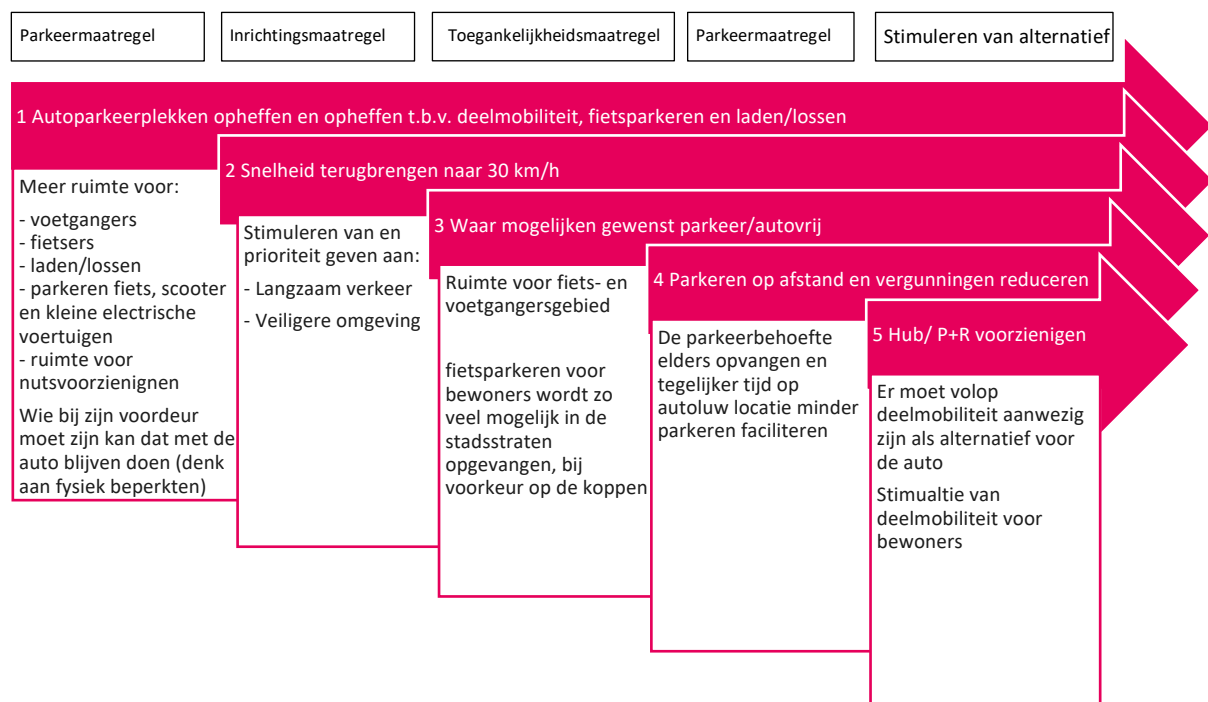 Parkeermaatregel
Inrichtingsmaatregel
Toegankelijkheidsmaatregel
Parkeermaatregel
Stimuleren van alternatief
1 Autoparkeerplekken opheffen en opheffen t.b.v. deelmobiliteit, fietsparkeren en laden/lossen
Meer ruimte voor:
- voetgangers
- fietsers
- laden/lossen
- parkeren fiets, scooter
en kleine electrische
voertuigen
- ruimte voor
nutsvoorzienignen
Wie bij zijn voordeur
moet zijn kan dat met de
auto blijven doen (denk
aan fysiek beperkten)
2 Snelheid terugbrengen naar 30 km/h
Stimuleren van en
prioriteit geven aan:
- Langzaam verkeer
- Veiligere omgeving
3 Waar mogelijken gewenst parkeer/autovrij
Ruimte voor fiets- en
voetgangersgebied
fietsparkeren voor
bewoners wordt zo
veel mogelijk in de
stadsstraten
opgevangen, bij
voorkeur op de koppen
4 Parkeren op afstand en vergunningen reduceren
De parkeerbehoefte
elders opvangen en
tegelijker tijd op
autoluw locatie minder
parkeren faciliteren
5 Hub/ P+R voorzienigen
Er moet volop
deelmobiliteit aanwezig
zijn als alternatief voor
de auto
Stimualtie van
deelmobiliteit voor
bewoners